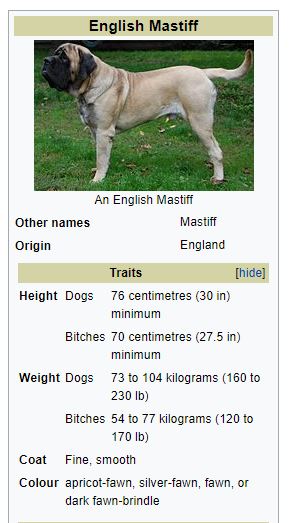 English Mastiff
An English Mastiff
Other names Mastiff
Origin England
Traits [hide]
Height Dogs 76 centimetres (30 in)
minimum
Bitches 70 centimetres (27.5 in)
minimum
Weight Dogs 73 to 104 kilograms (160 to
230 lb)
Bitches 54 to 77 kilograms (120 to
170 lb)
Coat Fine, smooth
Colour apricot-fawn, silver-fawn, fawn, or
dark fawn-brindle